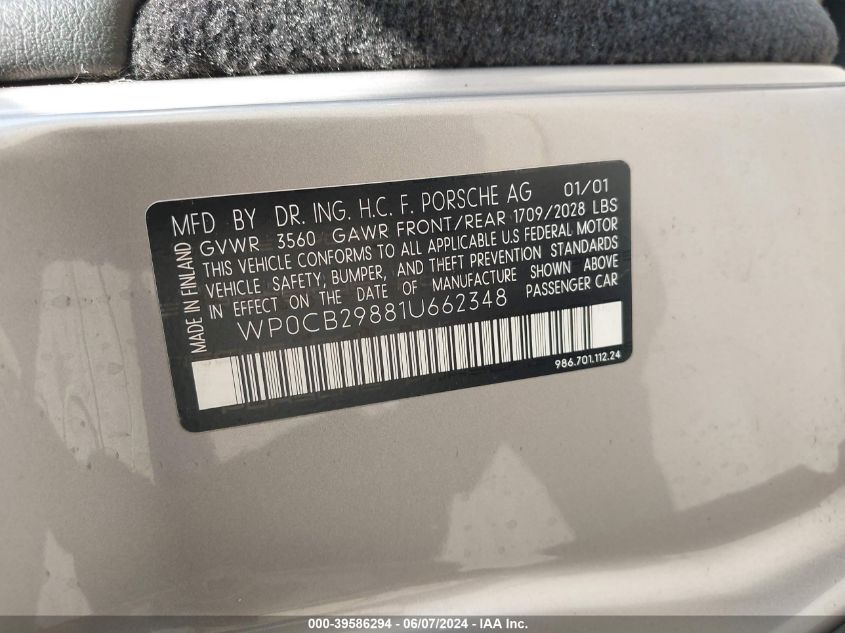 MFD BY DR. ING. H.C. F. PORSCHE AG 01/01
GVWR 3560 GAWR FRONT/REAR 1709/2028 LBS
THIS VEHICLE CONFORMS TO ALL APPLICABLE U.S FEDERAL MOTOR
VEHICLE SAFETY, BUMPER, AND THEFT PREVENTION STANDARDS
IN EFFECT ON THE DATE OF MANUFACTURE SHOWN ABOVE
WP0CB29881U662348 PASSENGER CAR
MADE IN FINLAND
986.701.112.24
000-39586294 - 06/07/2024 - IAA Inc.